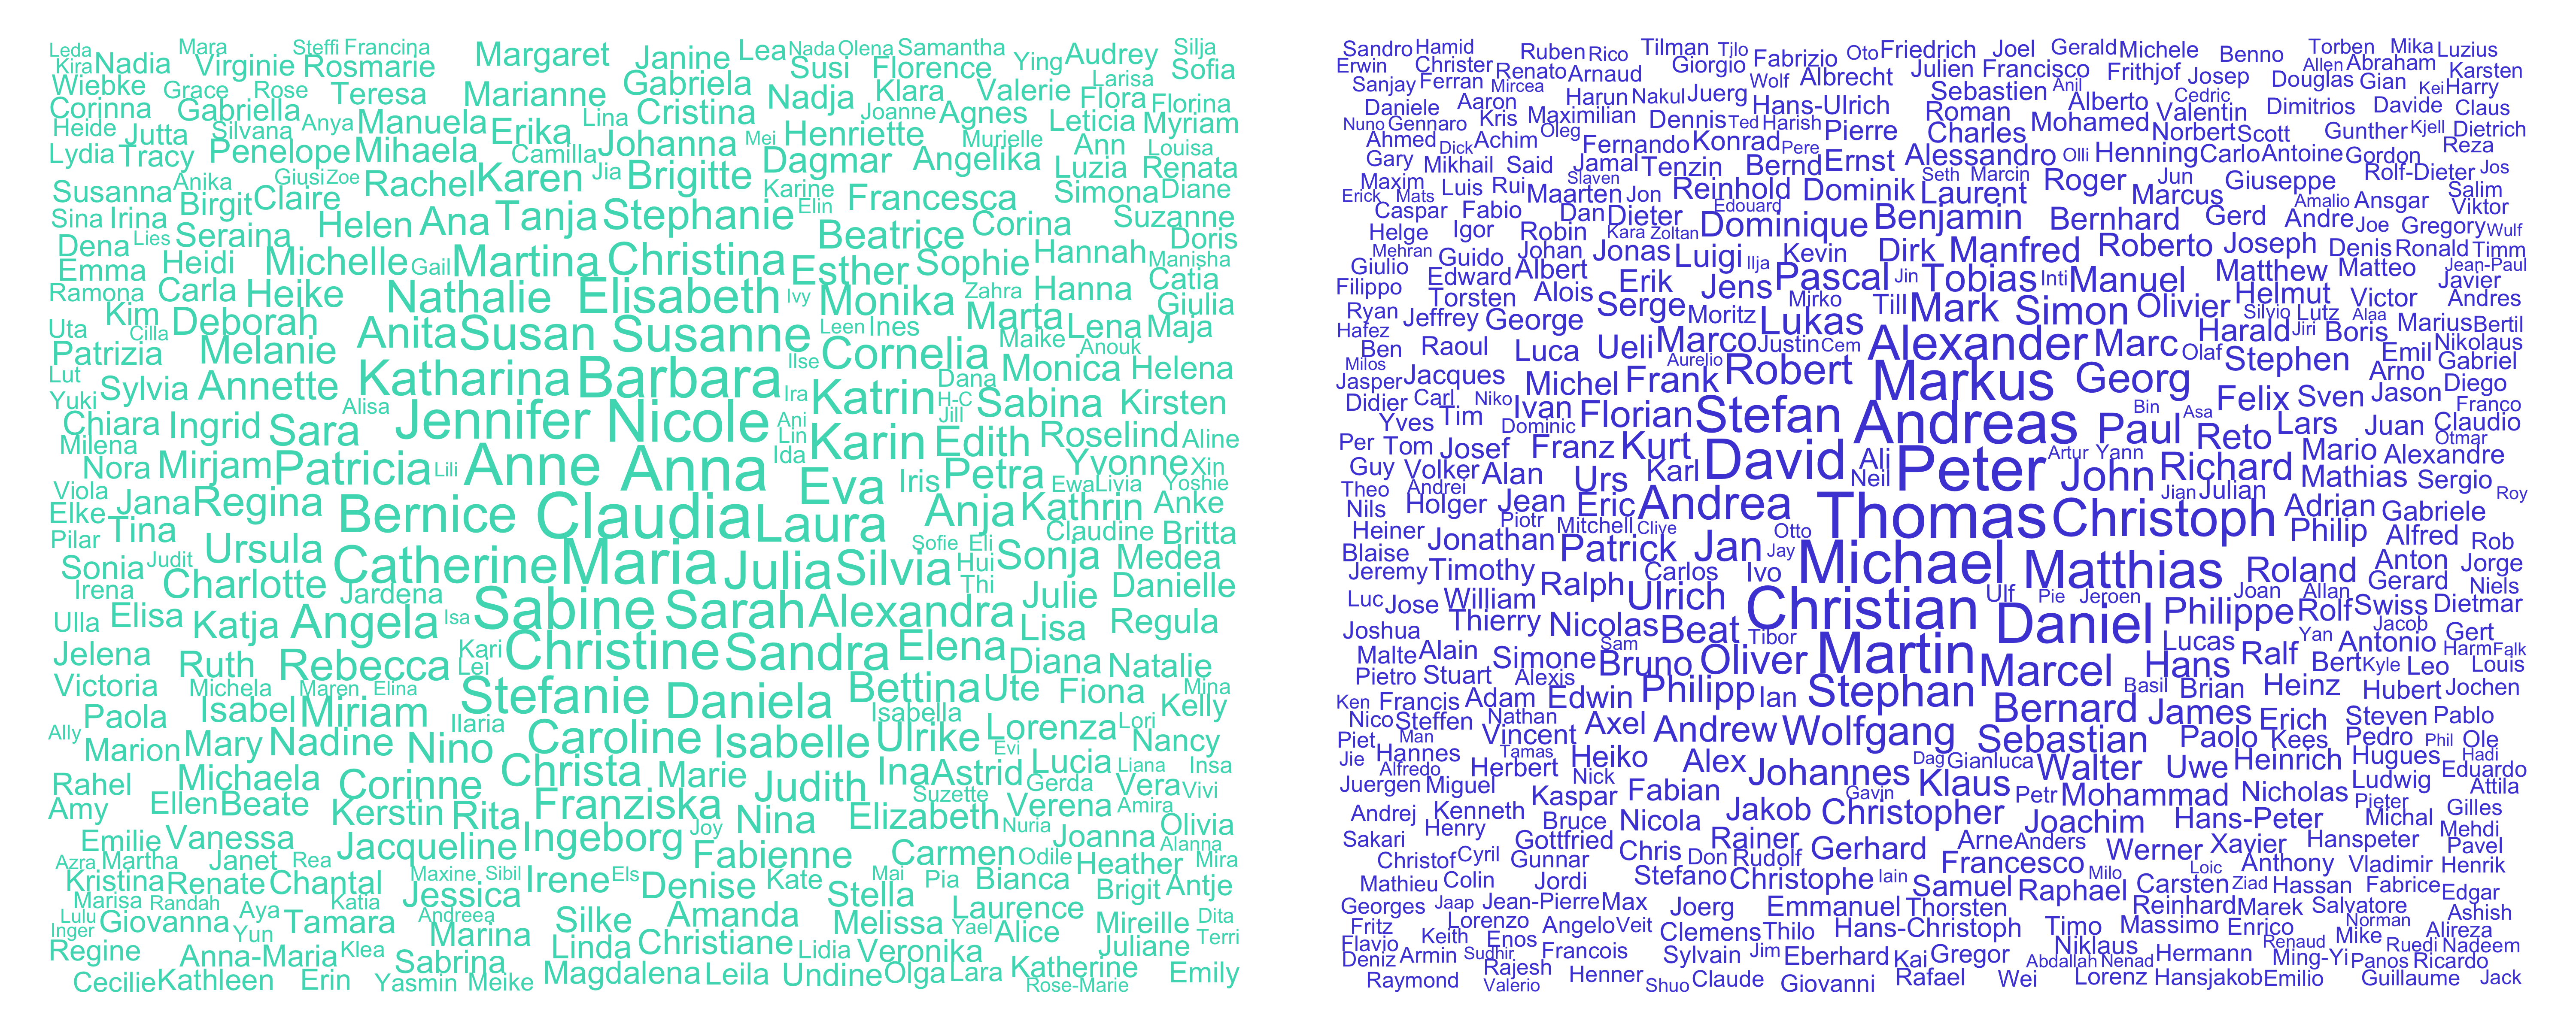 Leda Mara Steffi Francina Margaret Janine Lea Nada Olena Samantha Ying Audrey Silja
Kira Nadia Virginie Rosmarie Gabriela Susi Florence Larisa Sofia
Wiebke Grace Rose Teresa Marianne Nadja Klara Valerie Flora Florina
Corinna Gabriella Silvana Anya Manuela Erika Lina Cristina Joanne Agnes Leticia Myriam
Heide Jutta Penelope Mihaela Camilla Johanna Mei Henriette Murielle Ann Louisa
Lydia Tracy Jia Brigitte Dagmar Angelika Luzia Renata
Susanna Anika Giusi Zoe Rachel Karen Karine Francesca Simona Diane
Sina Irina Birgit Claire Helen Ana Tanja Stephanie Elin Corina Suzanne
Dena Lies Seraina Beatrice Hannah Doris
Emma Heidi Michelle Gail Martina Christina Esther Sophie Manisha
Ramona Carla Heike Nathalie Elisabeth Ivy Monika Zahra Hanna Catia Giulia
Uta Kim Cilla Deborah Anita Susan Susanne Leen Ines Marta Lena Maja
Patrizia Melanie Ilse Cornelia Maike Anouk
Lut Sylvia Annette Katharina Barbara Dana Monica Helena
Yuki Alisa Ira Katrin H-C Sabina Kirsten
Chiara Ingrid Sara Jennifer Nicole Ani Jill
Milena Lin Karin Edith Roselind Aline
Nora Mirjam Patricia Lili Anne Anna Ida Iris Petra Yvonne Xin
Viola Jana Regina Eva Ewa Livia Yoshie
Elke Tina Bernice Claudia Laura Anja Kathrin Anke
Pilar Ursula Sofie Eli Claudine Britta
Sonia Judit Catherine Maria Julia Silvia Hui Sonja Medea
Irena Charlotte Jardena Thi Julie Danielle
Ulla Elisa Katja Angela Isa Sabine Sarah Alexandra Lisa Regula
Jelena Ruth Rebecca Kari Lei Christine Sandra Elena Diana Natalie
Victoria Michela Maren Elina Stefanie Daniela Bettina Ute Fiona Mina
Paola Isabel Miriam Ilaria Isabella Lorenza Lori Kelly
Ally Marion Mary Nadine Nino Caroline Isabelle Ulrike Evi Nancy
Rahel Michaela Corinne Christa Marie Judith Ina Astrid Lucia Liana Insa
Amy Ellen Beate Kerstin Rita Franziska Nina Suzette Gerda Vera Vivi
Elizabeth Verena Amira
Emilie Vanessa Jacqueline Ingeborg Joy Nuria Joanna Olivia Alanna
Azra Martha Janet Rea Fabienne Carmen Odile Heather Mira
Kristina Renate Chantal Maxine Sibil Irene Els Denise Kate Mai Pia Bianca Brigit Antje
Marisa Randah Katia Jessica Stella
Lulu Giovanna Aya Tamara Andreea Silke Amanda Melissa Laurence Mireille Dita
Inger Yun Marina Yael Alice Terri
Regine Anna-Maria Klea Sabrina Linda Christiane Lidia Veronika Juliane
Cecilie Kathleen Erin Yasmin Meike Magdalena Leila Undine Olga Lara Katherine Rose-Marie Emily
Sandro Hamid Ruben Rico Tilman Tilo Fabrizio Oto Friedrich Joel Gerald Michele Benno Torben Mika Luzius
Erwin Christer Renato Arnaud Giorgio Wolf Albrecht Julien Francisco Frithjof Josep Allen Abraham Karsten
Sanjay Ferran Mircea Harun Nakul Juerg Sebastien Anil Cedric Douglas Gian Kei Harry
Daniele Aaron Maximilian Hans-Ulrich Roman Alberto Valentin Dimitrios Davide Claus
Nuno Gennaro Kris Dennis Ted Harish Pierre Charles Mohamed Norbert Scott Gunther Kjell Dietrich
Ahmed Dick Achim Oleg Fernando Konrad Pere Alessandro Olli Henning Carlo Antoine Gordon Reza
Gary Mikhail Said Jamal Tenzin Bernd Ernst Rolf-Dieter Jos
Maxim Luis Rui Slaven Seth Marcin Roger Jun Giuseppe Salim
Erick Mats Maarten Jon Reinhold Dominik Laurent Marcus Amalio Ansgar Viktor
Caspar Fabio Dan Dieter Edouard Dominique Benjamin Bernhard Gerd Andre Joe Gregory Wulf
Helge Igor Robin Kara Zoltan
Mehran Guido Johan Jonas Luigi Ilja Kevin Dirk Manfred Roberto Joseph Denis Ronald Timm
Giulio Edward Albert Erik Jens Pascal Jin Tobias Inti Manuel Matthew Matteo Jean-Paul Javier
Filippo Torsten Alois Serge Mirko Till Mark Simon Olivier Helmut Victor Andres
Ryan Jeffrey George Moritz Lukas Silvio Lutz Alaa
Hafez Harald Jiri Boris Marius Bertil
Ben Raoul Luca Ueli Marco Justin Cem Alexander Marc Olaf Stephen Emil Nikolaus
Milos Aurelio Gabriel
Jasper Jacques Michel Frank Robert Markus Georg Arno Diego
Didier Carl Niko Ivan Florian Stefan Andreas Bin Asa Felix Sven Jason Franco
Yves Tim Dominic Paul Reto Lars Juan Claudio
Per Tom Josef Franz Kurt David Ali Peter Artur Yann Mario Otmar Alexandre
Guy Volker Alan Urs Karl Neil John Richard Mathias Sergio
Theo Andrei Jian Julian Roy
Nils Holger Jean Eric Andrea Thomas Christoph Adrian Gabriele
Heiner Piotr Mitchell Clive Otto Philip Alfred Rob
Blaise Jonathan Patrick Jan Jay Michael Matthias Roland Anton Jorge
Jeremy Timothy Carlos Ivo Gerard Niels
Luc Jose William Ralph Ulrich Christian Ulf Pie Jeroen Joan Allan Dietmar
Joshua Thierry Nicolas Beat Tibor Daniel Philippe Rolf Swiss Jacob Gert
Malte Alain Simone Sam Martin Lucas Yan Antonio Harm Falk
Pietro Stuart Alexis Bruno Oliver Marcel Hans Ralf Bert Kyle Leo Louis
Ken Francis Adam Edwin Philipp Ian Stephan Basil Brian Heinz Hubert Jochen
Nico Steffen Nathan Axel Andrew Wolfgang Bernard James Erich Steven Pablo
Piet Man Vincent Sebastian Paolo Kees Pedro Phil Ole
Jie Hannes Tamas Heiko Alex Johannes Dag Gianluca Walter Uwe Heinrich Hugues Hadi
Alfredo Herbert Nick Klaus Ludwig Eduardo
Juergen Miguel Kaspar Fabian Gavin Petr Mohammad Nicholas Pieter Attila
Andrej Kenneth Bruce Nicola Jakob Christopher Joachim Hans-Peter Michal Gilles
Sakari Henry Gottfried Rainer Arne Anders Werner Xavier Hanspeter Mehdi Pavel
Christof Cyril Gunnar Chris Don Rudolf Gerhard Francesco Loic Anthony Vladimir Henrik
Mathieu Colin Jordi Stefano Christophe Iain Samuel Raphael Milo Carsten Ziad Hassan Fabrice Edgar
Georges Jaap Jean-Pierre Max Joerg Emmanuel Thorsten Reinhard Marek Salvatore
Fritz Lorenzo Angelo Veit Clemens Thilo Hans-Christoph Timo Massimo Enrico Norman Ashish
Flavio Keith Enos Niklaus Renaud Mike Alireza
Deniz Armin Sudhir Francois Sylvain Jim Eberhard Kai Gregor Abdallah Nenad Hermann Ming-Yi Panos Ruedi Nadeem Ricardo
Raymond Rajesh Valerio Henner Shuo Claude Giovanni Rafael Wei Lorenz Hansjakob Emilio Guillaume Jack